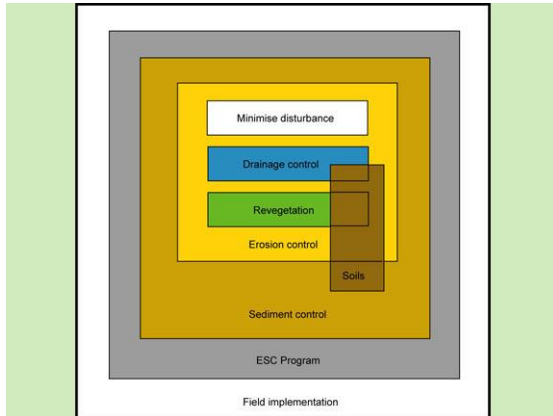 Minimise disturbance
Drainage control
Revegetation
Erosion control
Soils
Sediment control
ESC Program
Field implementation